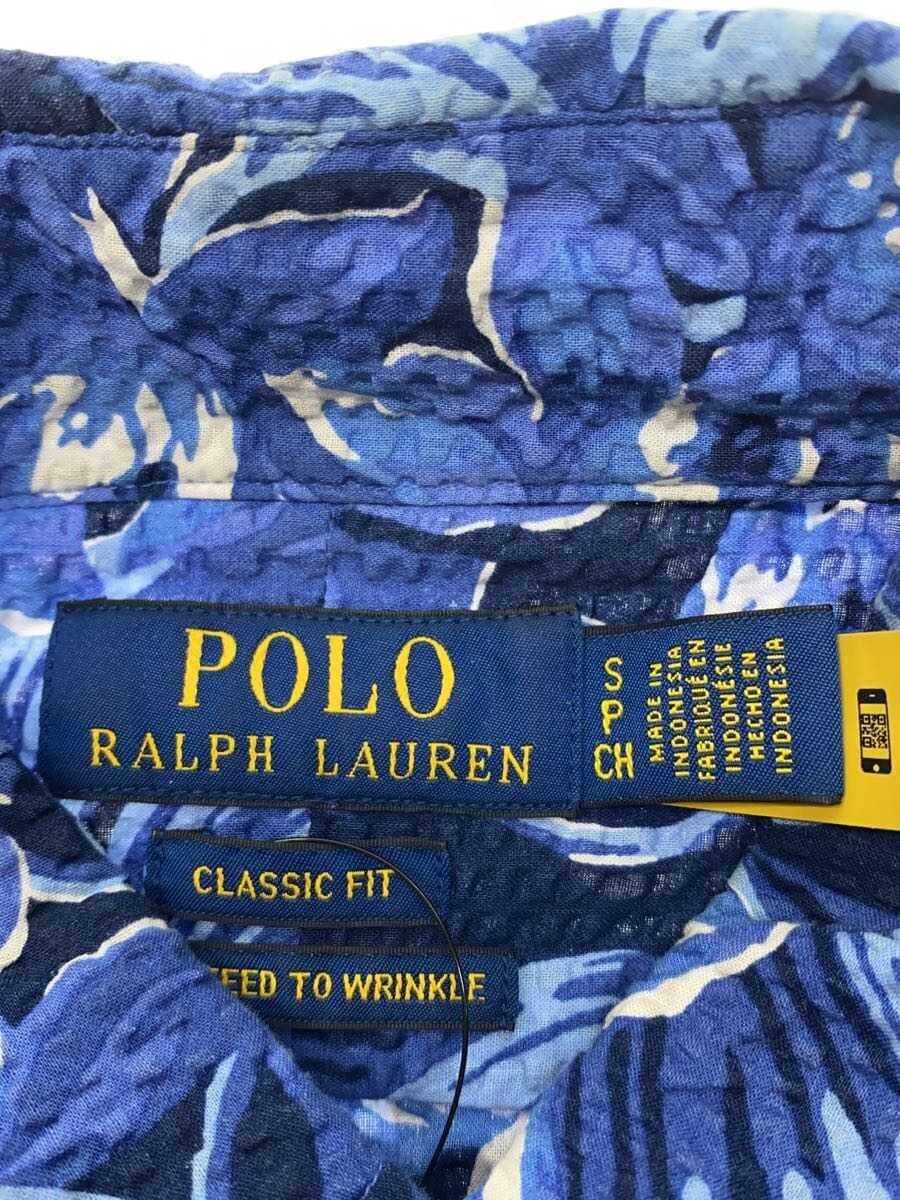 POLO
RALPH LAUREN
S
P
CH
MADE IN
INDONESIA
FABRIQUÉ EN
INDONÉSIE
HECHO EN
INDONESIA
CLASSIC FIT
EED TO WRINKLE